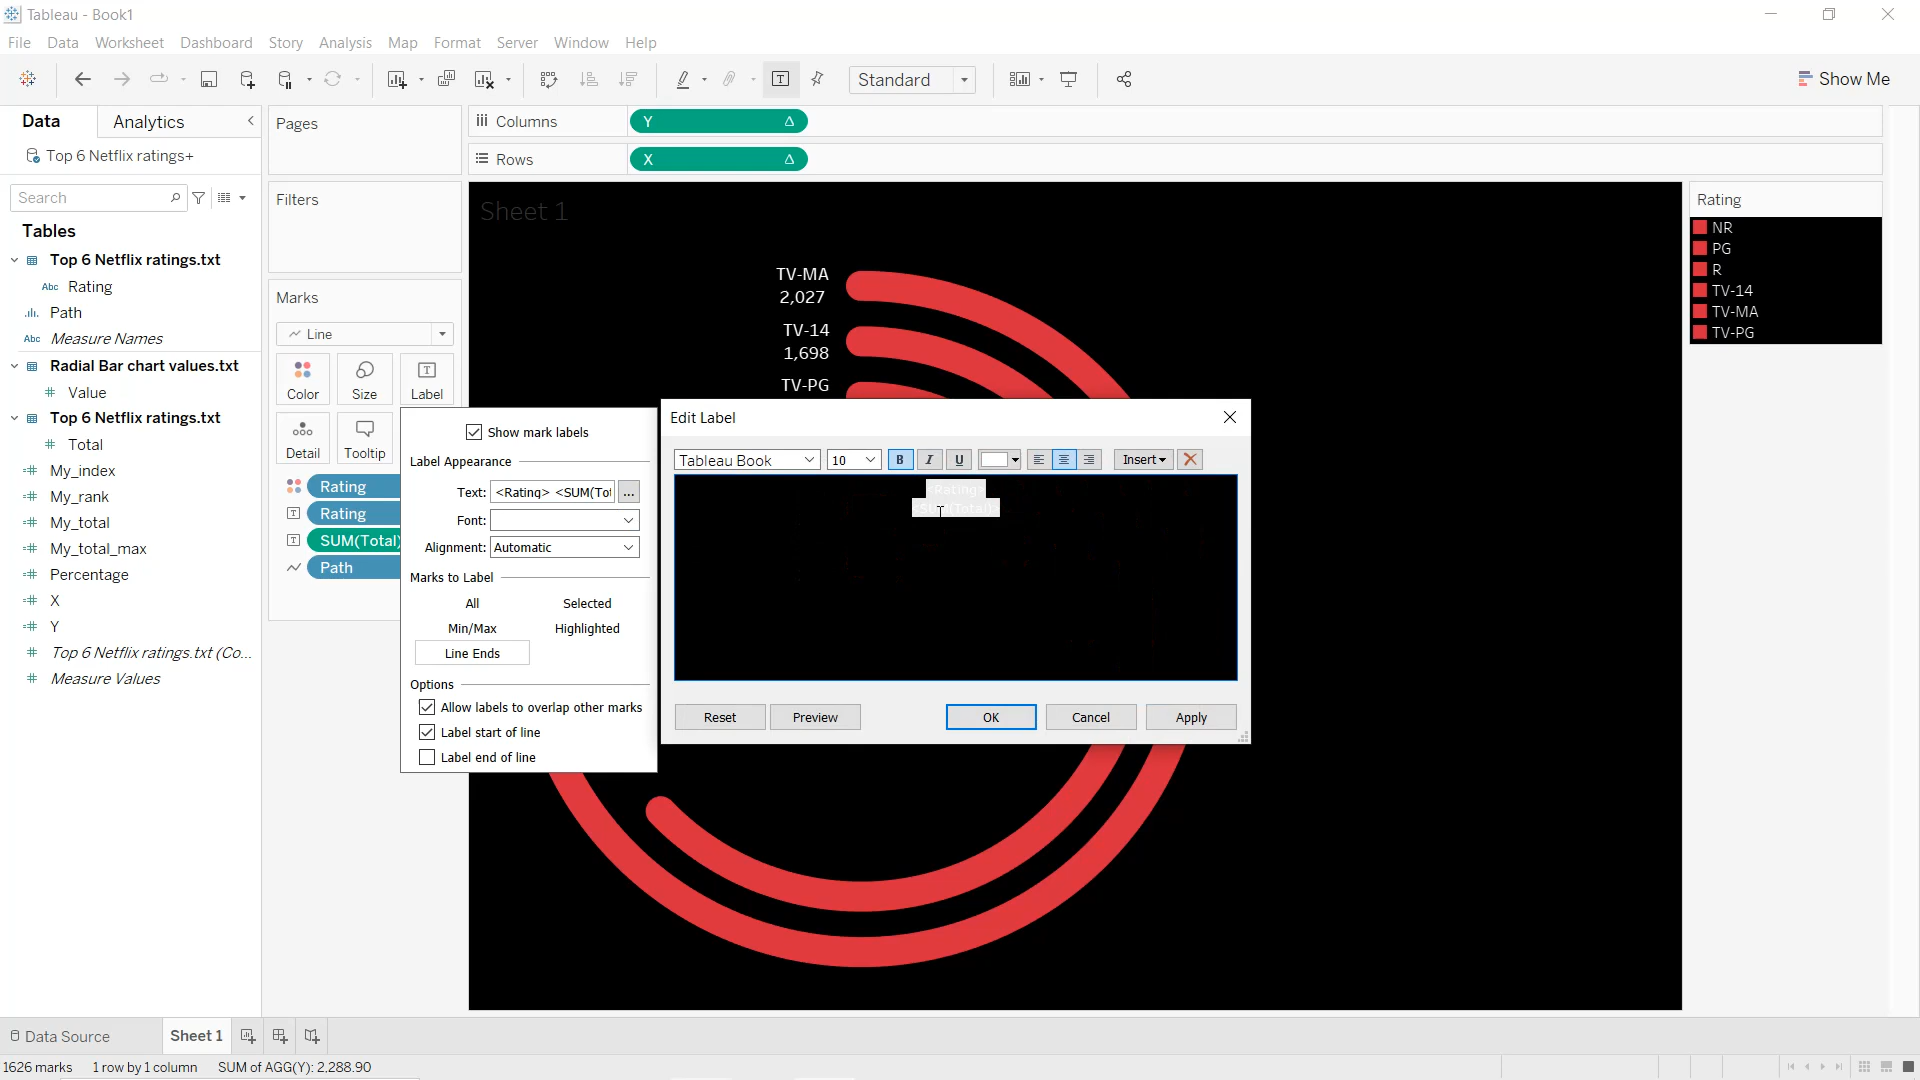 Tableau - Book1
File Data Worksheet Dashboard Story Analysis Map Format Server Window Help
Standard
Show Me
Data
Analytics
Top 6 Netflix ratings+
Search
Tables
Top 6 Netflix ratings.txt
Abc Rating
Path
Abc Measure Names
Radial Bar chart values.txt
Value
Top 6 Netflix ratings.txt
Total
My_index
My_rank
My_total
My_total_max
Percentage
X
Y
Top 6 Netflix ratings.txt (Co...
Measure Values
Pages
Filters
Marks
Line
Color
Size
Label
Detail
Tooltip
Rating
Rating
SUM(Total)
Path
Columns
Y
Rows
X
Sheet 1
TV-MA
2,027
TV-14
1,698
TV-PG
Show mark labels
Label Appearance
Text: <Rating> <SUM(Tot
Font:
Alignment: Automatic
Marks to Label
All
Selected
Min/Max
Highlighted
Line Ends
Options
Allow labels to overlap other marks
Label start of line
Label end of line
Edit Label
Tableau Book
10
B
I
U
Insert
<Rating>
<SUM(Total)>
Reset
Preview
OK
Cancel
Apply
Rating
NR
PG
R
TV-14
TV-MA
TV-PG
Data Source
Sheet 1
1626 marks
1 row by 1 column
SUM of AGG(Y): 2,288.90